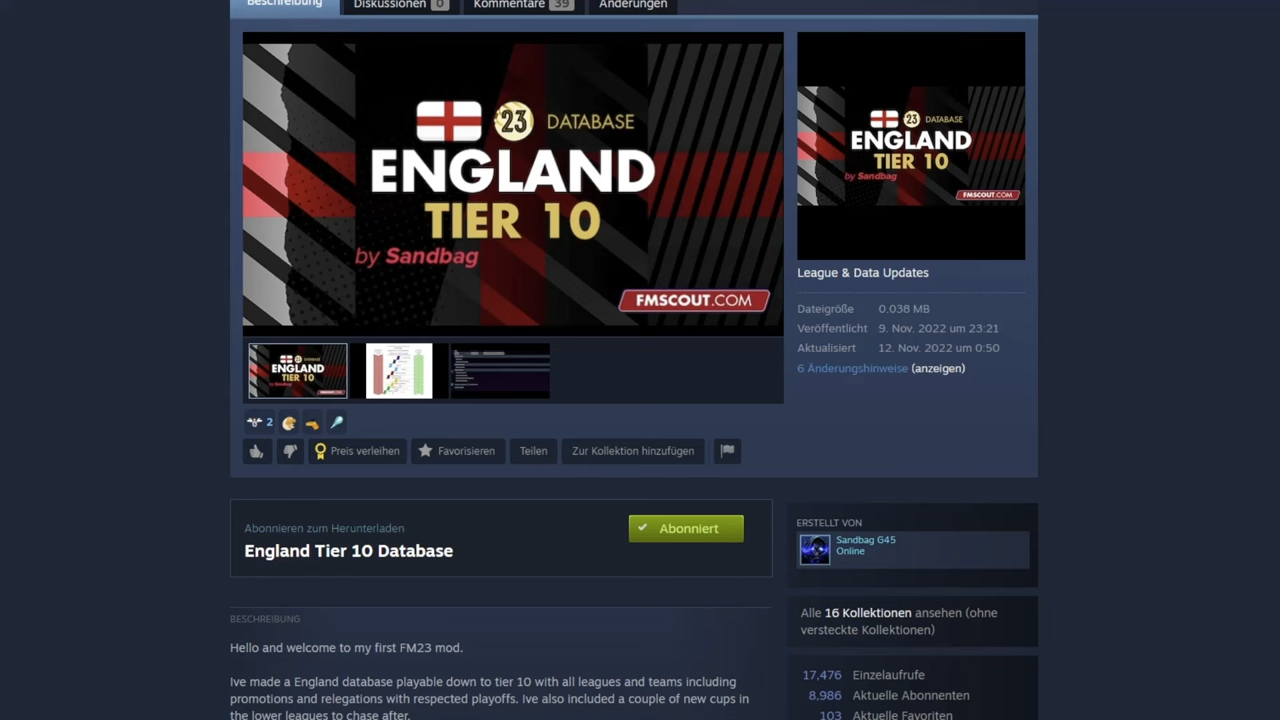 Beschreibung
Diskussionen 0
Kommentare 39
Änderungen
23 DATABASE
ENGLAND
TIER 10
by Sandbag
FMSCOUT.COM
23 DATABASE
ENGLAND
TIER 10
by Sandbag
FMSCOUT.COM
League & Data Updates
Dateigröße 0.038 MB
Veröffentlicht 9. Nov. 2022 um 23:21
Aktualisiert 12. Nov. 2022 um 0:50
6 Änderungshinweise (anzeigen)
ENGLAND
TIER 10
2
Preis verleihen
Favorisieren
Teilen
Zur Kollektion hinzufügen
Abonnieren zum Herunterladen
England Tier 10 Database
Abonniert
ERSTELLT VON
Sandbag G45
Online
Alle 16 Kollektionen ansehen (ohne
versteckte Kollektionen)
17,476 Einzelaufrufe
8,986 Aktuelle Abonnenten
103 Aktuelle Favoriten
BESCHREIBUNG
Hello and welcome to my first FM23 mod.
Ive made a England database playable down to tier 10 with all leagues and teams including
promotions and relegations with respected playoffs. Ive also included a couple of new cups in
the lower leagues to chase after.